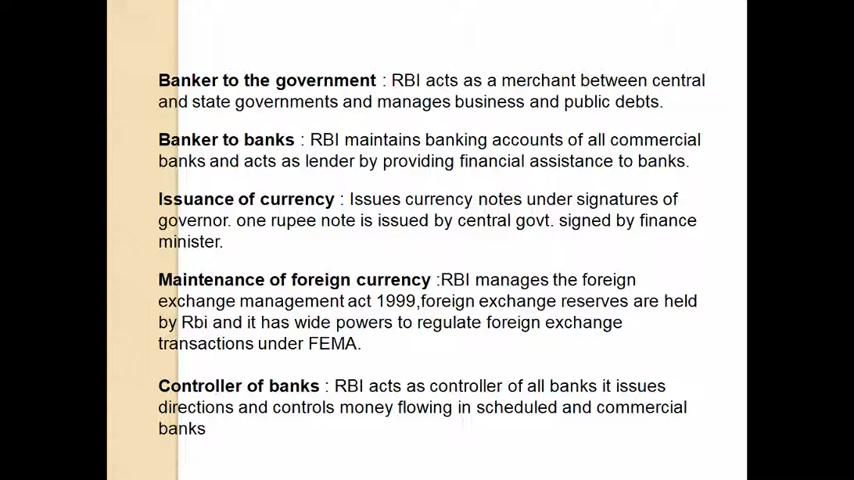 Banker to the government : RBI acts as a merchant between central
and state governments and manages business and public debts.
Banker to banks : RBI maintains banking accounts of all commercial
banks and acts as lender by providing financial assistance to banks.
Issuance of currency : Issues currency notes under signatures of
governor. one rupee note is issued by central govt. signed by finance
minister.
Maintenance of foreign currency :RBI manages the foreign
exchange management act 1999,foreign exchange reserves are held
by Rbi and it has wide powers to regulate foreign exchange
transactions under FEMA.
Controller of banks : RBI acts as controller of all banks it issues
directions and controls money flowing in scheduled and commercial
banks